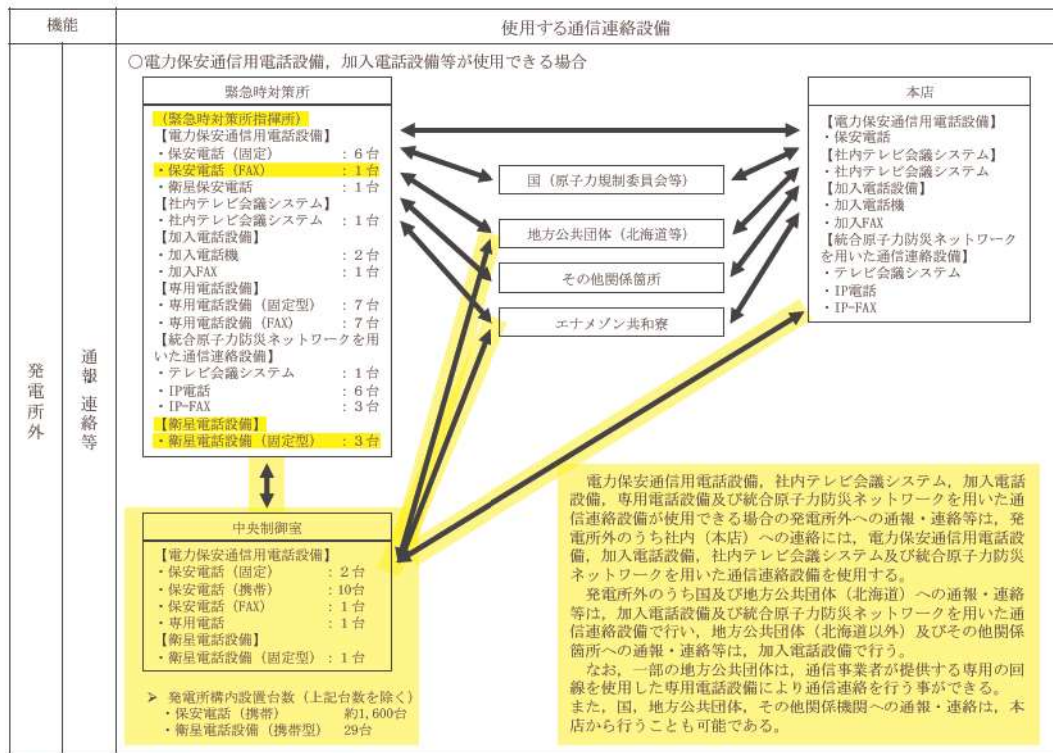 機能
使用する通信連絡設備
発電所外
通報・連絡等
○電力保安通信用電話設備，加入電話設備等が使用できる場合
緊急時対策所
（緊急時対策所指揮所）
【電力保安通信用電話設備】
・保安電話（固定） ：6台
・保安電話（FAX） ：1台
・衛星保安電話 ：1台
【社内テレビ会議システム】
・社内テレビ会議システム ：1台
【加入電話設備】
・加入電話機 ：2台
・加入FAX ：1台
【専用電話設備】
・専用電話設備（固定型） ：7台
・専用電話設備（FAX） ：7台
【統合原子力防災ネットワークを用
いた通信連絡設備】
・テレビ会議システム ：1台
・IP電話 ：6台
・IP-FAX ：3台
【衛星電話設備】
・衛星電話設備（固定型） ：3台
国（原子力規制委員会等）
地方公共団体（北海道等）
その他関係箇所
エナメゾン共和寮
本店
【電力保安通信用電話設備】
・保安電話
【社内テレビ会議システム】
・社内テレビ会議システム
【加入電話設備】
・加入電話機
・加入FAX
【統合原子力防災ネットワーク
を用いた通信連絡設備】
・テレビ会議システム
・IP電話
・IP-FAX
中央制御室
【電力保安通信用電話設備】
・保安電話（固定） ：2台
・保安電話（携帯） ：10台
・保安電話（FAX） ：1台
・専用電話 ：1台
【衛星電話設備】
・衛星電話設備（固定型）：1台
➤ 発電所構内設置台数（上記台数を除く）
・保安電話（携帯） 約1,600台
・衛星電話設備（携帯型） 29台
電力保安通信用電話設備，社内テレビ会議システム，加入電話
設備，専用電話設備及び統合原子力防災ネットワークを用いた通
信連絡設備が使用できる場合の発電所外への通報・連絡等は，発
電所外のうち社内（本店）への連絡には，電力保安通信用電話設
備，加入電話設備，社内テレビ会議システム及び統合原子力防災
ネットワークを用いた通信連絡設備を使用する。
発電所外のうち国及び地方公共団体（北海道）への通報・連絡
等は，加入電話設備及び統合原子力防災ネットワークを用いた通
信連絡設備で行い，地方公共団体（北海道以外）及びその他関係
箇所への通報・連絡等は，加入電話設備で行う。
なお，一部の地方公共団体は，通信事業者が提供する専用の回
線を使用した専用電話設備により通信連絡を行う事ができる。
また，国，地方公共団体，その他関係機関への通報・連絡は，本
店から行うことも可能である。